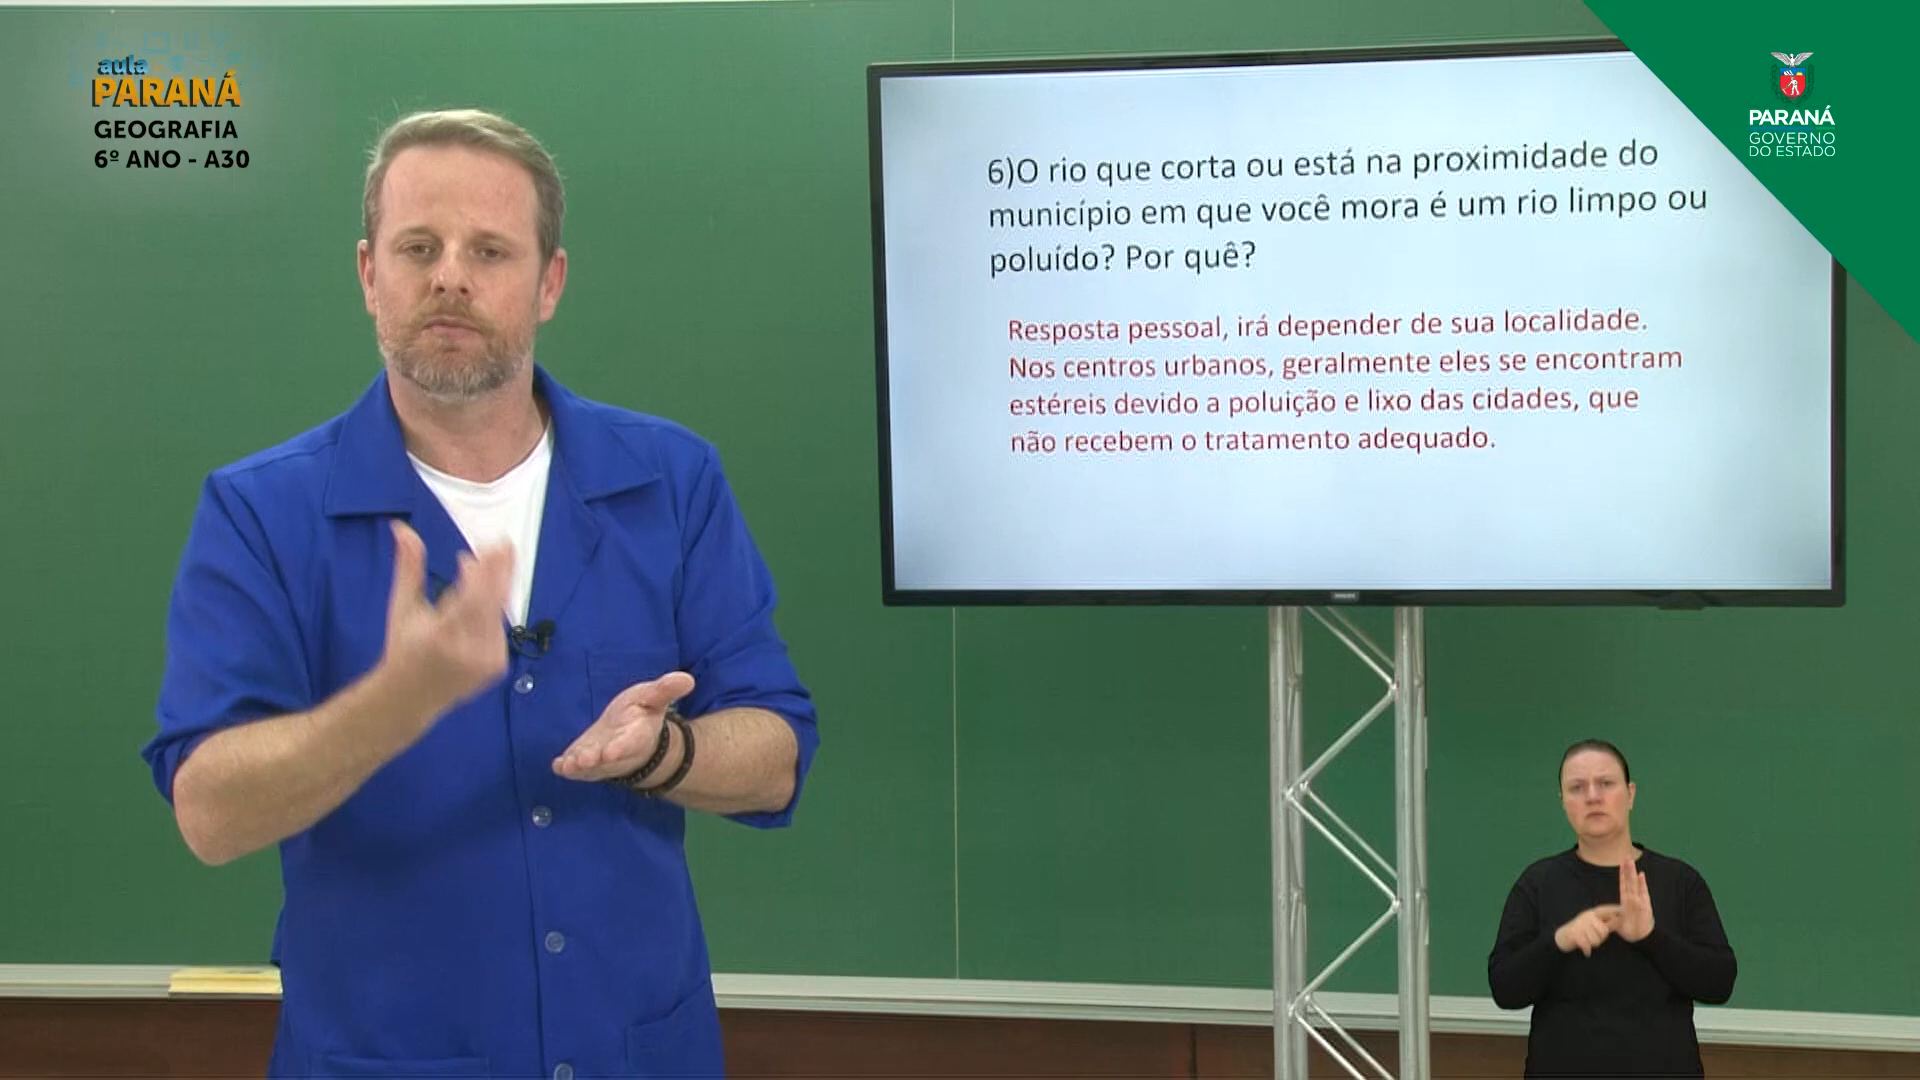 aula
PARANÁ
GEOGRAFIA
6º ANO - A30
6)O rio que corta ou está na proximidade do
município em que você mora é um rio limpo ou
poluído? Por quê?
Resposta pessoal, irá depender de sua localidade.
Nos centros urbanos, geralmente eles se encontram
estéreis devido a poluição e lixo das cidades, que
não recebem o tratamento adequado.
PARANÁ
GOVERNO
DO ESTADO